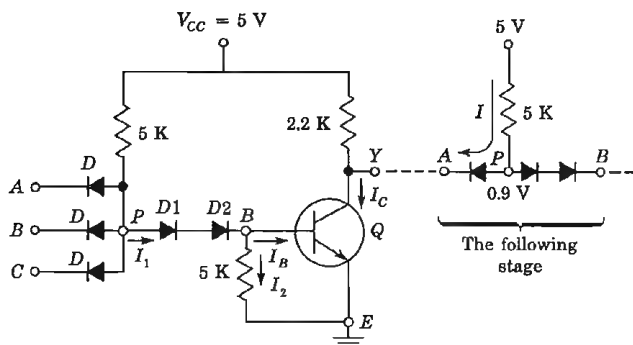 V_CC = 5 V
5 V
5 K
2.2 K
I
5 K
D
A
Y
A
P
B
I_C
0.9 V
D
P
D1
D2
B
B
Q
The following
stage
D
I_1
I_B
C
5 K
I_2
E